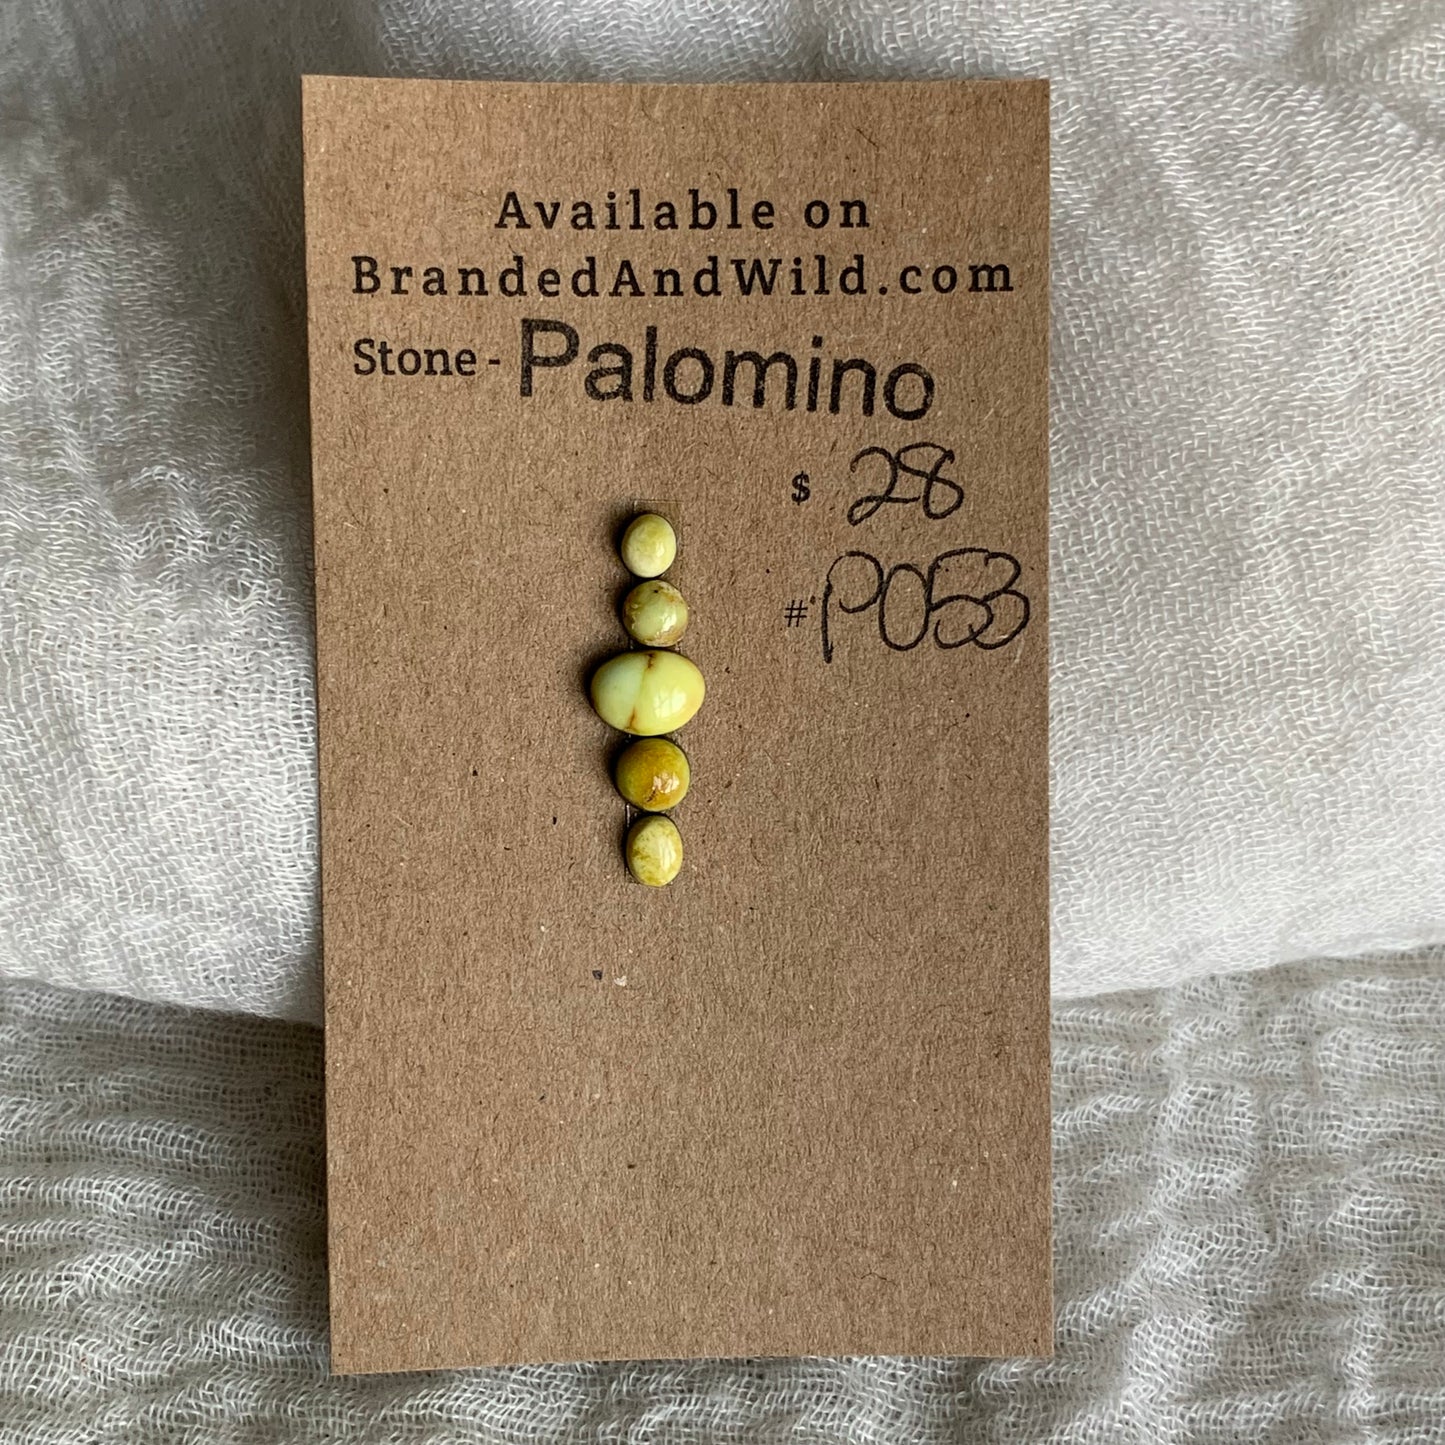 Available on
BrandedAndWild.com
Stone - Palomino
$ 28
# P053